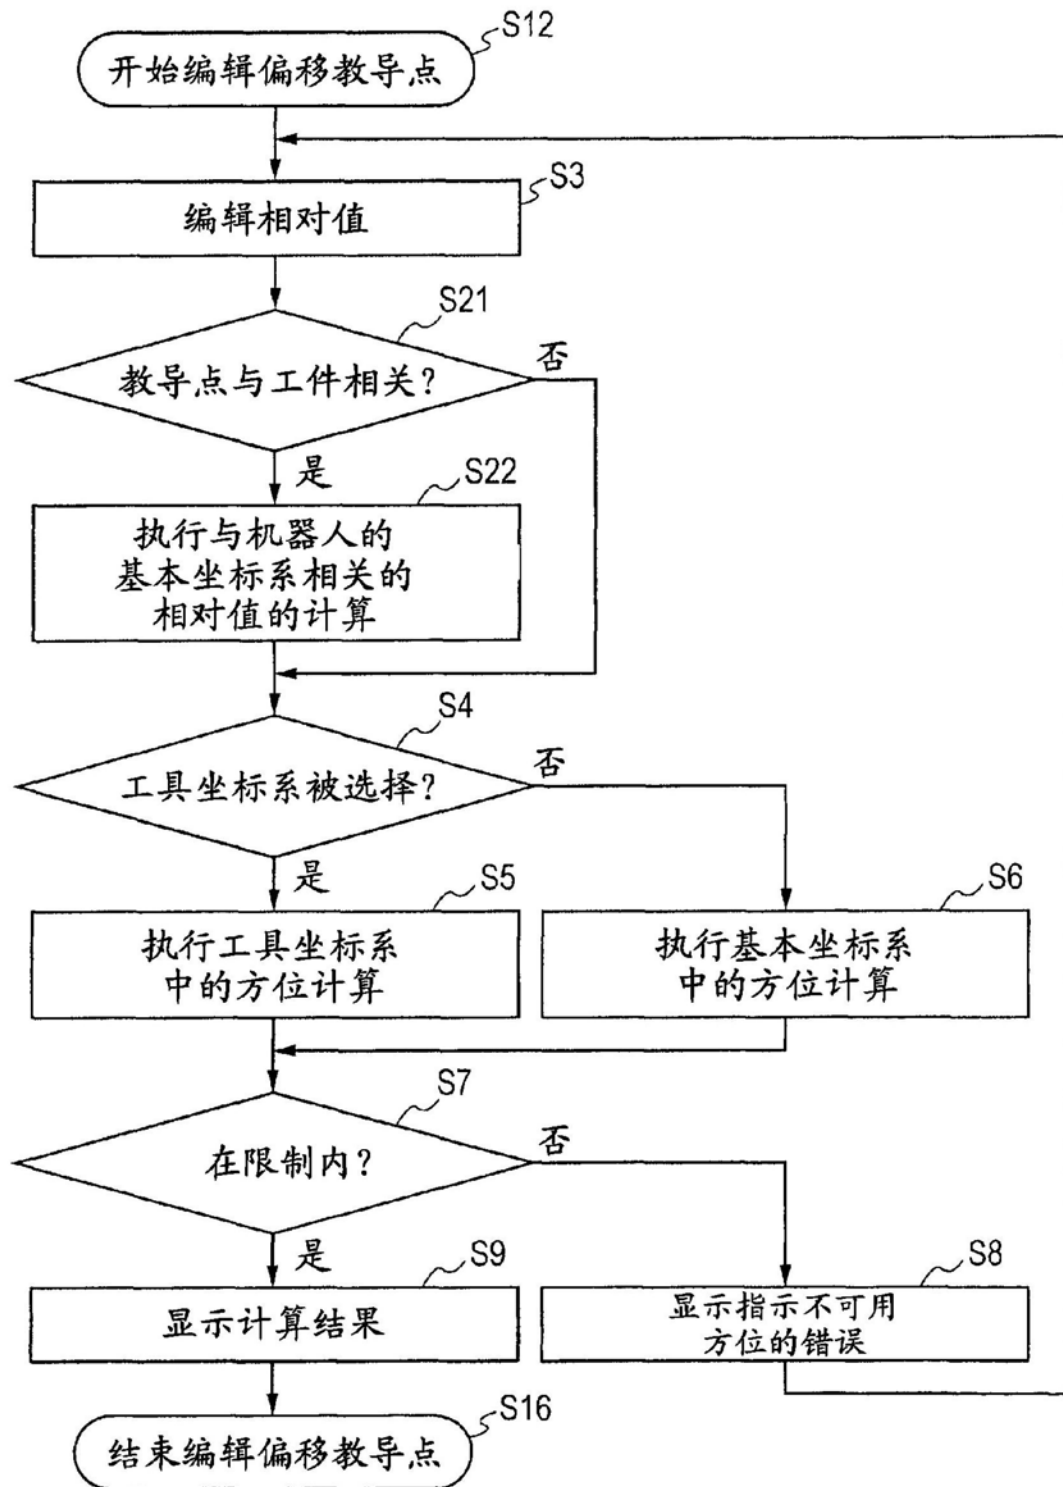 S12
开始编辑偏移教导点
S3
编辑相对值
S21
教导点与工件相关?
否
是
S22
执行与机器人的
基本坐标系相关的
相对值的计算
S4
工具坐标系被选择?
否
是
S5
执行工具坐标系
中的方位计算
S6
执行基本坐标系
中的方位计算
S7
在限制内?
否
是
S9
显示计算结果
S8
显示指示不可用
方位的错误
S16
结束编辑偏移教导点